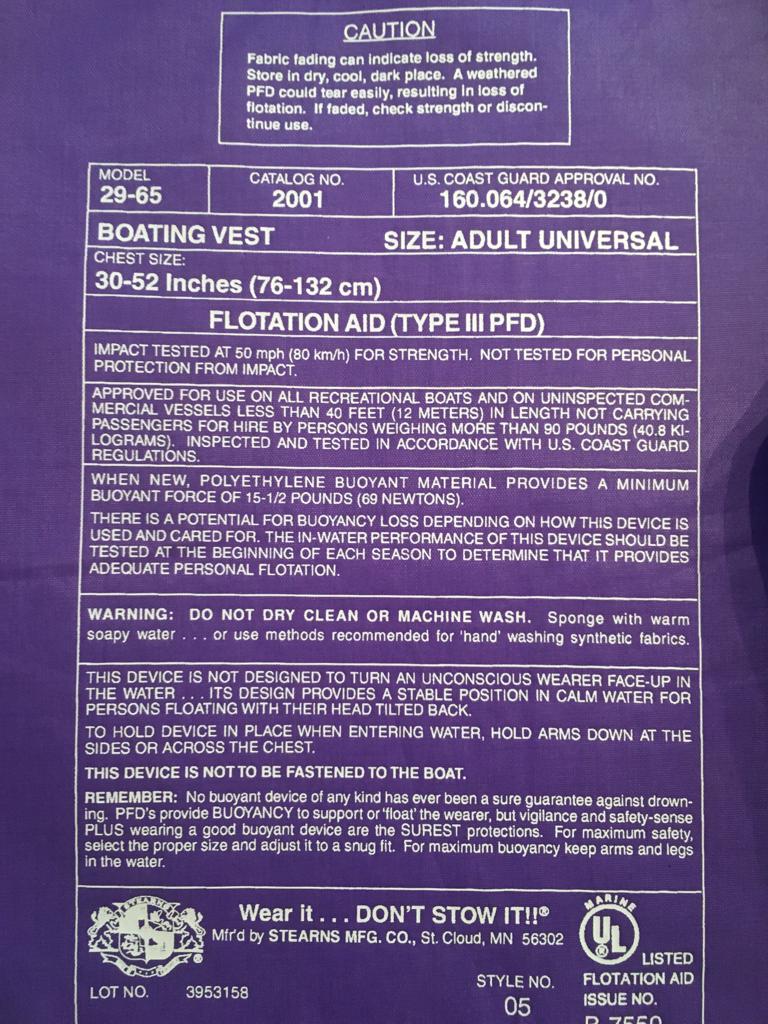 CAUTION
Fabric fading can indicate loss of strength.
Store in dry, cool, dark place. A weathered
PFD could tear easily, resulting in loss of
flotation. If faded, check strength or discon-
tinue use.
MODEL
29-65
CATALOG NO.
2001
U.S. COAST GUARD APPROVAL NO.
160.064/3238/0
BOATING VEST SIZE: ADULT UNIVERSAL
CHEST SIZE:
30-52 Inches (76-132 cm)
FLOTATION AID (TYPE III PFD)
IMPACT TESTED AT 50 mph (80 km/h) FOR STRENGTH. NOT TESTED FOR PERSONAL
PROTECTION FROM IMPACT.
APPROVED FOR USE ON ALL RECREATIONAL BOATS AND ON UNINSPECTED COM-
MERCIAL VESSELS LESS THAN 40 FEET (12 METERS) IN LENGTH NOT CARRYING
PASSENGERS FOR HIRE BY PERSONS WEIGHING MORE THAN 90 POUNDS (40.8 KI-
LOGRAMS). INSPECTED AND TESTED IN ACCORDANCE WITH U.S. COAST GUARD
REGULATIONS.
WHEN NEW, POLYETHYLENE BUOYANT MATERIAL PROVIDES A MINIMUM
BUOYANT FORCE OF 15-1/2 POUNDS (69 NEWTONS).
THERE IS A POTENTIAL FOR BUOYANCY LOSS DEPENDING ON HOW THIS DEVICE IS
USED AND CARED FOR. THE IN-WATER PERFORMANCE OF THIS DEVICE SHOULD BE
TESTED AT THE BEGINNING OF EACH SEASON TO DETERMINE THAT IT PROVIDES
ADEQUATE PERSONAL FLOTATION.
WARNING: DO NOT DRY CLEAN OR MACHINE WASH. Sponge with warm
soapy water . . . or use methods recommended for 'hand' washing synthetic fabrics.
THIS DEVICE IS NOT DESIGNED TO TURN AN UNCONSCIOUS WEARER FACE-UP IN
THE WATER . . . ITS DESIGN PROVIDES A STABLE POSITION IN CALM WATER FOR
PERSONS FLOATING WITH THEIR HEAD TILTED BACK.
TO HOLD DEVICE IN PLACE WHEN ENTERING WATER, HOLD ARMS DOWN AT THE
SIDES OR ACROSS THE CHEST.
THIS DEVICE IS NOT TO BE FASTENED TO THE BOAT.
REMEMBER: No buoyant device of any kind has ever been a sure guarantee against drown-
ing. PFD's provide BUOYANCY to support or 'float' the wearer, but vigilance and safety-sense
PLUS wearing a good buoyant device are the SUREST protections. For maximum safety,
select the proper size and adjust it to a snug fit. For maximum buoyancy keep arms and legs
in the water.
STEARNS
®
Wear it . . . DON'T STOW IT!!®
Mfr'd by STEARNS MFG. CO., St. Cloud, MN 56302
MARINE
UL
®
LISTED
FLOTATION AID
ISSUE NO.
LOT NO. 3953158
STYLE NO.
05